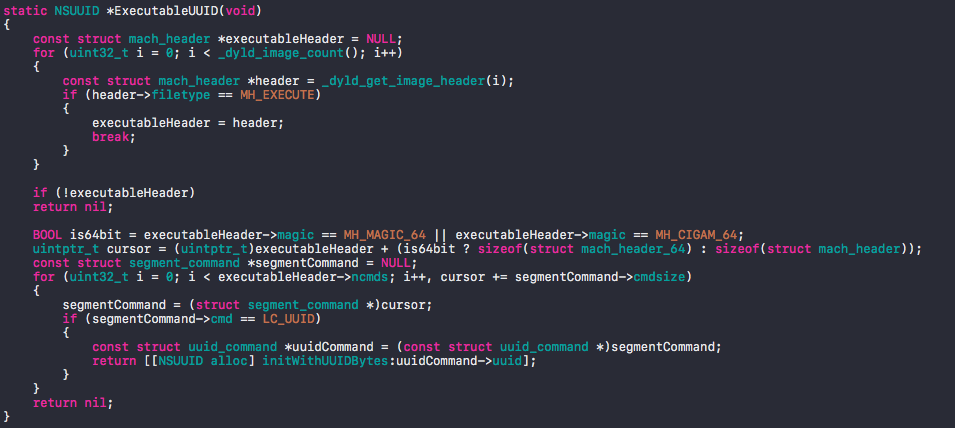 static NSUUID *ExecutableUUID(void)
{
    const struct mach_header *executableHeader = NULL;
    for (uint32_t i = 0; i < _dyld_image_count(); i++)
    {
        const struct mach_header *header = _dyld_get_image_header(i);
        if (header->filetype == MH_EXECUTE)
        {
            executableHeader = header;
            break;
        }
    }

    if (!executableHeader)
    return nil;

    BOOL is64bit = executableHeader->magic == MH_MAGIC_64 || executableHeader->magic == MH_CIGAM_64;
    uintptr_t cursor = (uintptr_t)executableHeader + (is64bit ? sizeof(struct mach_header_64) : sizeof(struct mach_header));
    const struct segment_command *segmentCommand = NULL;
    for (uint32_t i = 0; i < executableHeader->ncmds; i++, cursor += segmentCommand->cmdsize)
    {
        segmentCommand = (struct segment_command *)cursor;
        if (segmentCommand->cmd == LC_UUID)
        {
            const struct uuid_command *uuidCommand = (const struct uuid_command *)segmentCommand;
            return [[NSUUID alloc] initWithUUIDBytes:uuidCommand->uuid];
        }
    }
    return nil;
}